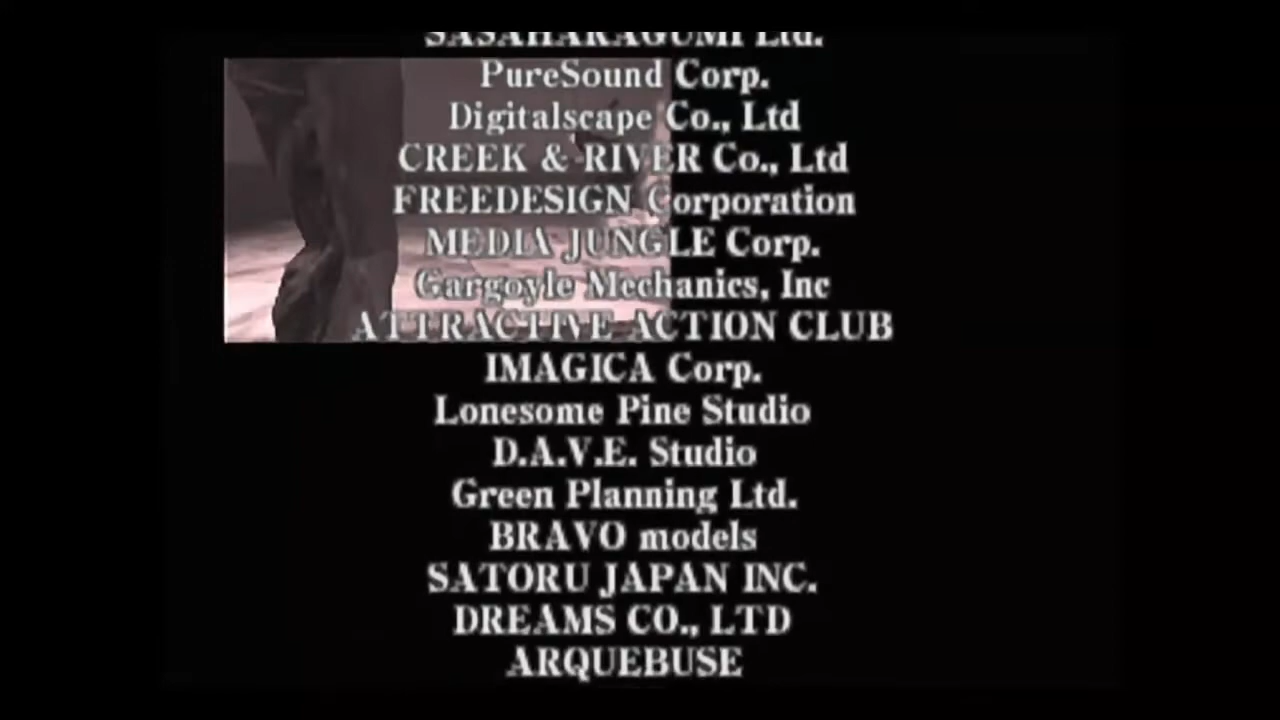 SASAHARAGUMI Ltd.
PureSound Corp.
Digitalscape Co., Ltd
CREEK & RIVER Co., Ltd
FREEDESIGN Corporation
MEDIA JUNGLE Corp.
Gargoyle Mechanics, Inc
ATTRACTIVE ACTION CLUB
IMAGICA Corp.
Lonesome Pine Studio
D.A.V.E. Studio
Green Planning Ltd.
BRAVO models
SATORU JAPAN INC.
DREAMS CO., LTD
ARQUEBUSE